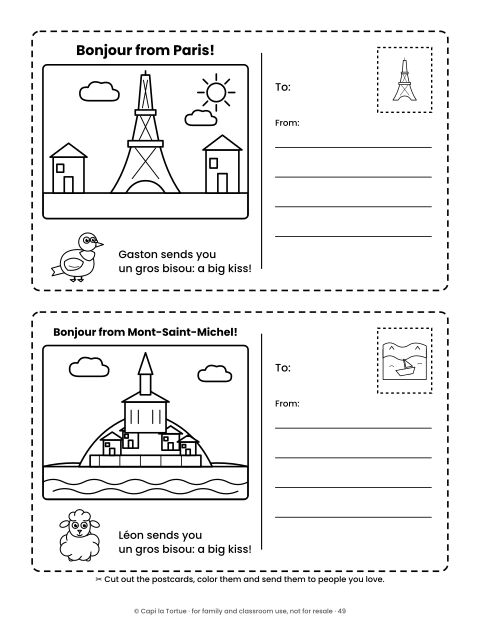 Bonjour from Paris!
To:
From:
Gaston sends you
un gros bisou: a big kiss!
Bonjour from Mont-Saint-Michel!
To:
From:
Léon sends you
un gros bisou: a big kiss!
✂ Cut out the postcards, color them and send them to people you love.
© Capi la Tortue · for family and classroom use, not for resale · 49